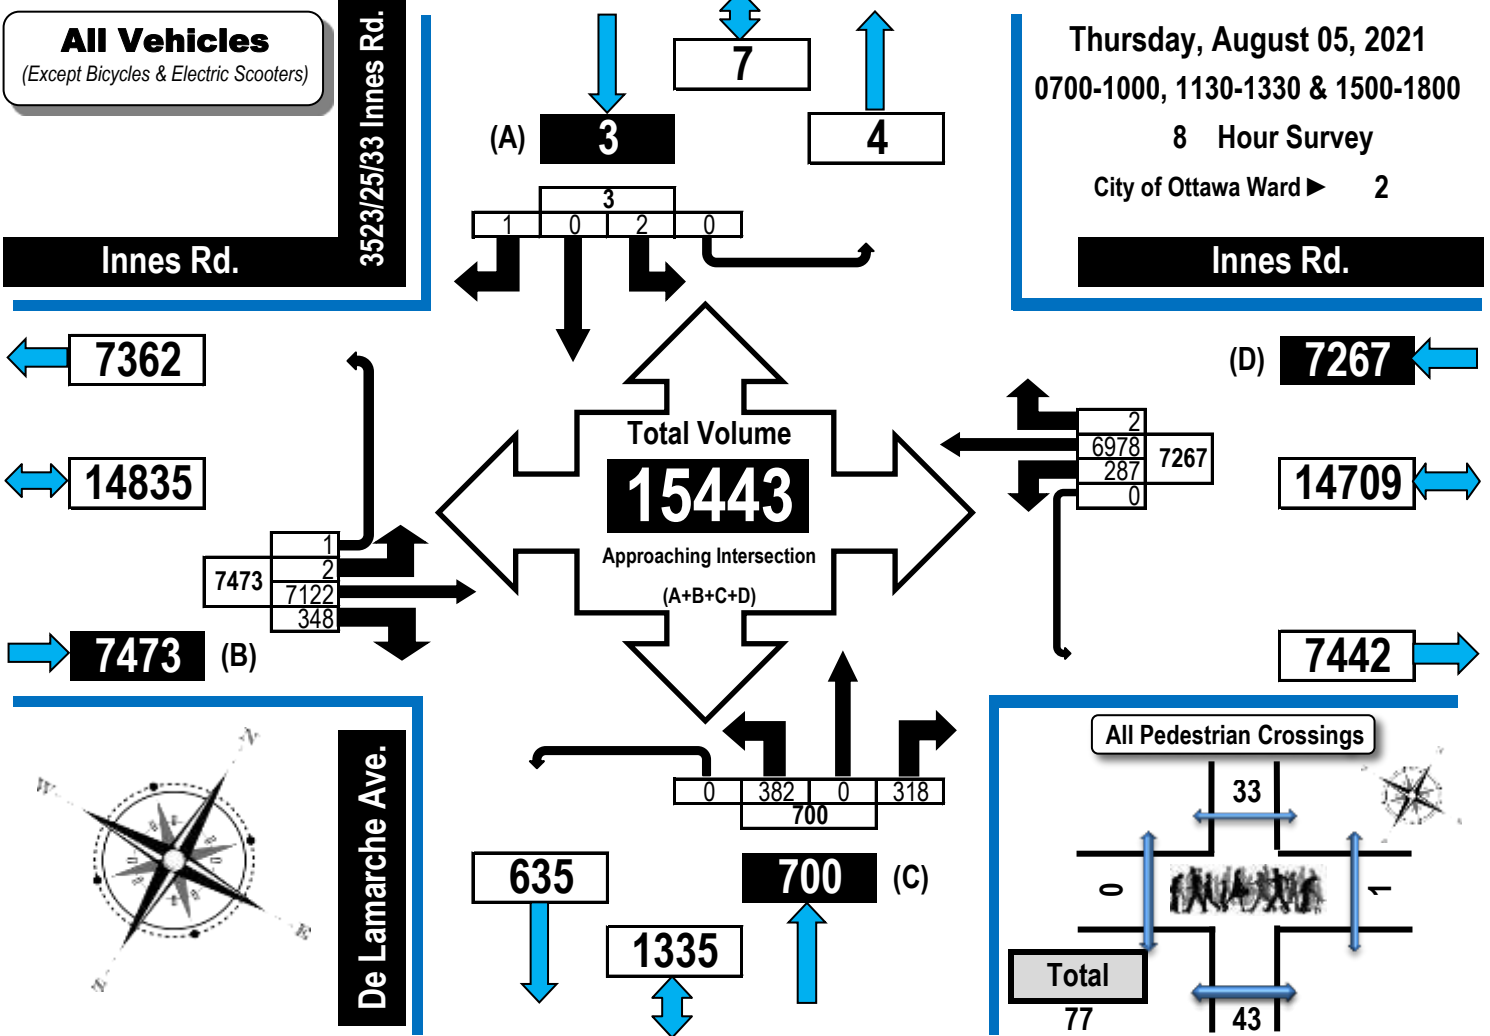 All Vehicles
(Except Bicycles & Electric Scooters)
3523/25/33 Innes Rd.
Innes Rd.
7
(A)
3
4
3
1 0 2 0
Thursday, August 05, 2021
0700-1000, 1130-1330 & 1500-1800
8 Hour Survey
City of Ottawa Ward ► 2
Innes Rd.
7362
14835
1
2
7122
348
7473
7473
(B)
Total Volume
15443
Approaching Intersection
(A+B+C+D)
(D)
7267
2
6978
287
0
7267
14709
7442
N
W
E
S
De Lamarche Ave.
0 382 0 318
700
635
700
(C)
1335
All Pedestrian Crossings
33
0
1
Total
77
43